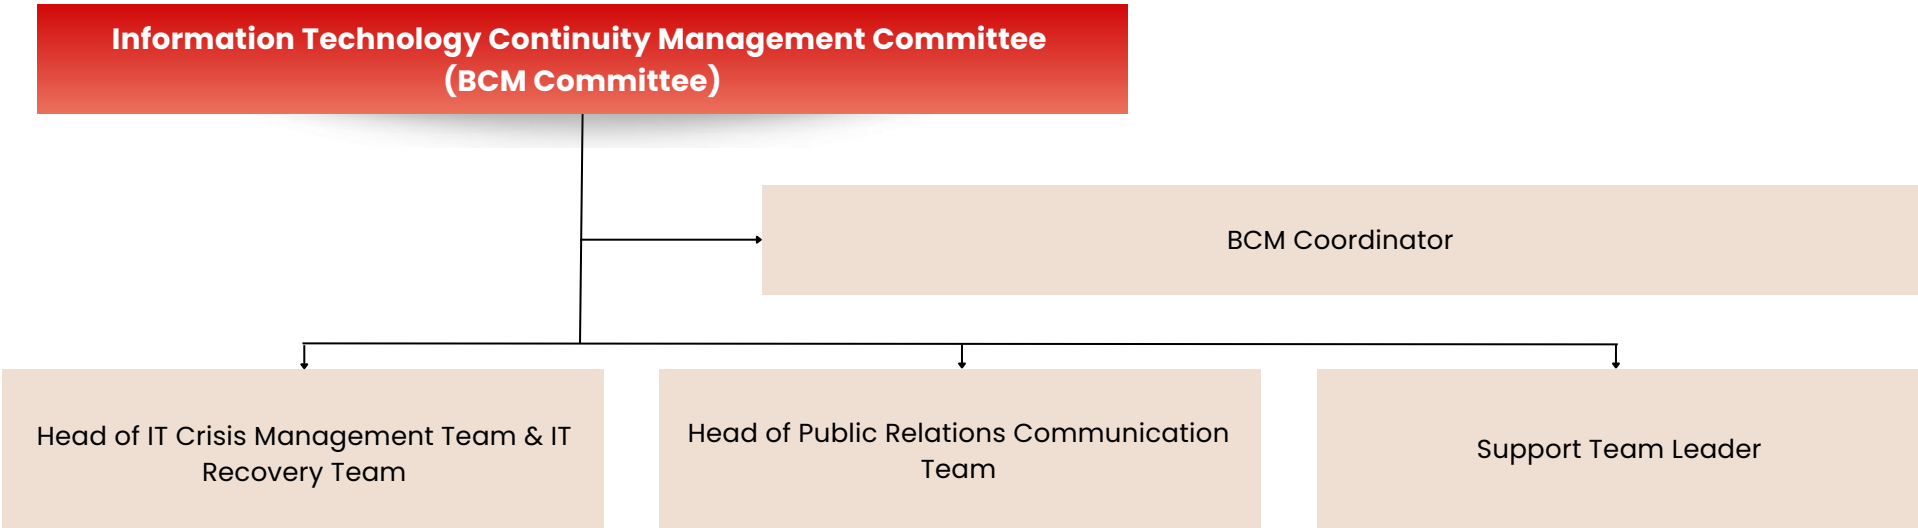 Information Technology Continuity Management Committee
(BCM Committee)
BCM Coordinator
Head of IT Crisis Management Team & IT
Recovery Team
Head of Public Relations Communication
Team
Support Team Leader